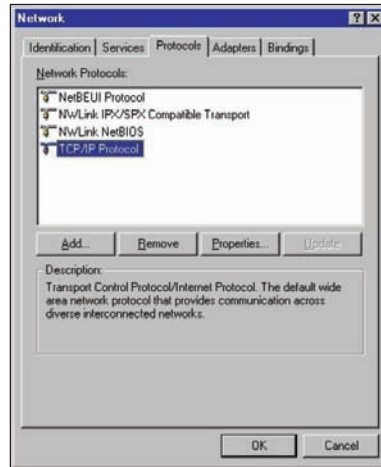 Network
Identification Services Protocols Adapters Bindings
Network Protocols:
NetBEUI Protocol
NWLink IPX/SPX Compatible Transport
NWLink NetBIOS
TCP/IP Protocol
Add... Remove Properties... Update
Description:
Transport Control Protocol/Internet Protocol. The default wide
area network protocol that provides communication across
diverse interconnected networks.
OK Cancel